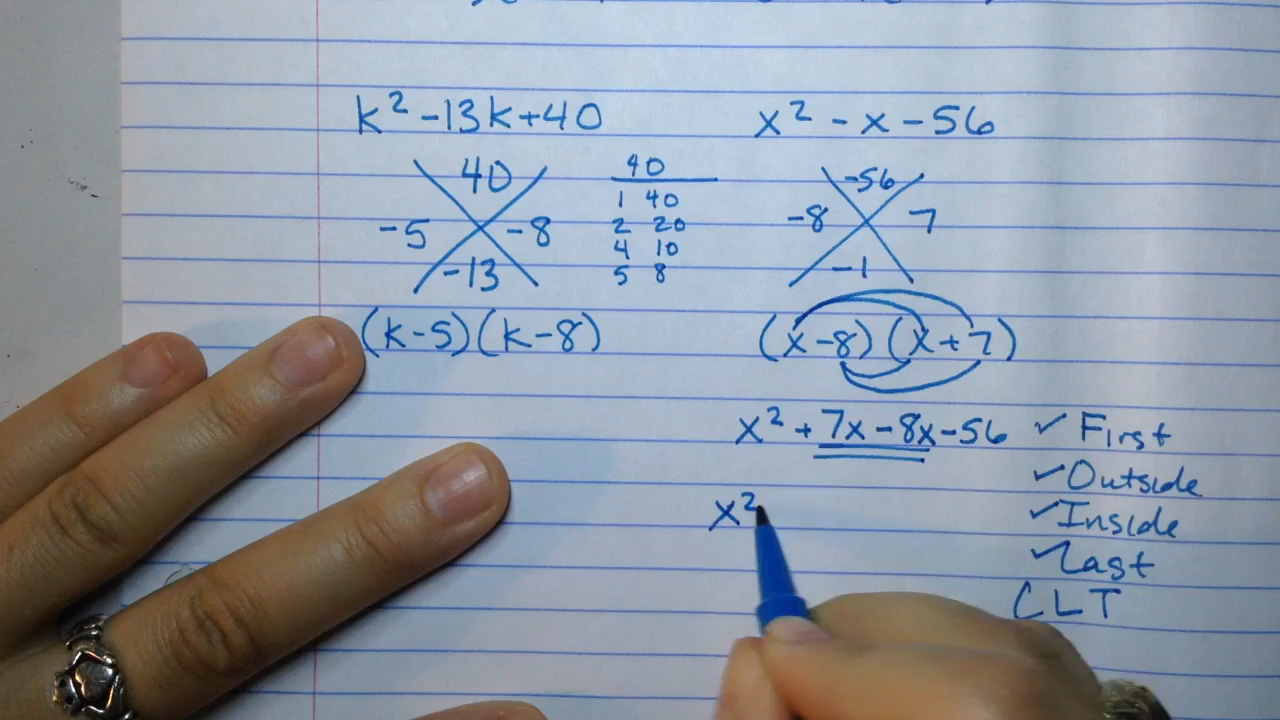 k² -13k+40
40
-5 -8
-13
40
1 40
2 20
4 10
5 8
(k-5)(k-8)
x² - x - 56
-56
-8 7
-1
(x-8)(x+7)
x² + 7x - 8x - 56
x²
✓ First
✓ Outside
✓ Inside
✓ Last
CLT